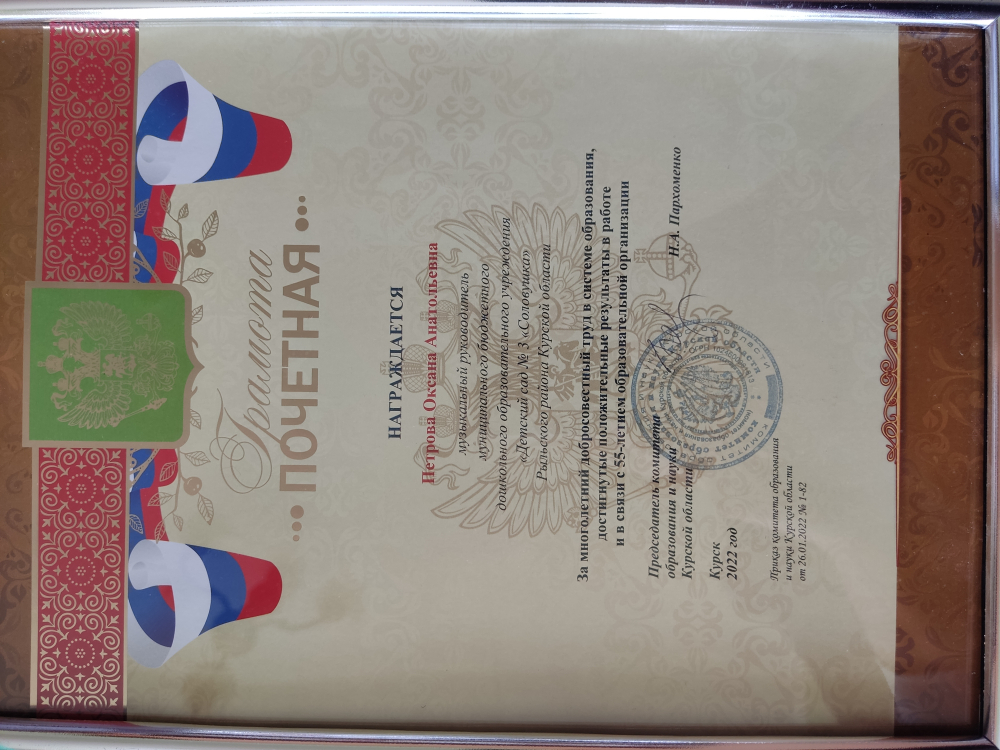 Грамота
ПОЧЕТНАЯ
НАГРАЖДАЕТСЯ
Петрова Оксана Анатольевна
музыкальный руководитель
муниципального бюджетного
дошкольного образовательного учреждения
«Детский сад № 3 «Соловушка»
Рыльского района Курской области
За многолетний добросовестный труд в системе образования,
достигнутые положительные результаты в работе
и в связи с 55-летием образовательной организации
Председатель комитета
образования и науки
Курской области
Н.А. Пархоменко
Курск
2022 год
Приказ комитета образования
и науки Курской области
от 26.01.2022 № 1-82